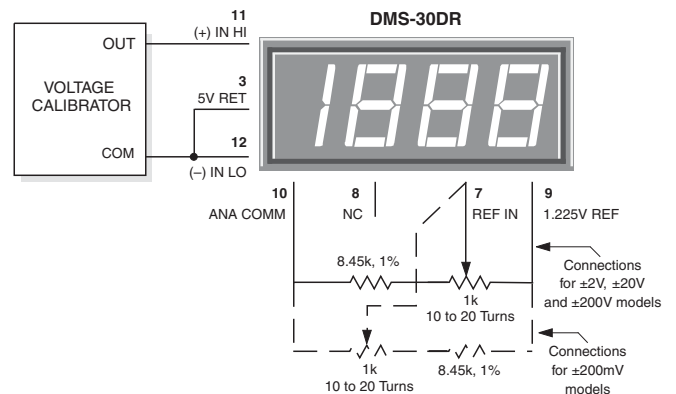 DMS-30DR
11
(+) IN HI
OUT
VOLTAGE
CALIBRATOR
3
5V RET
COM
12
(–) IN LO
1888
10
ANA COMM
8
NC
7
REF IN
9
1.225V REF
8.45k, 1%
1k
10 to 20 Turns
Connections
for ±2V, ±20V
and ±200V models
1k
10 to 20 Turns
8.45k, 1%
Connections
for ±200mV
models